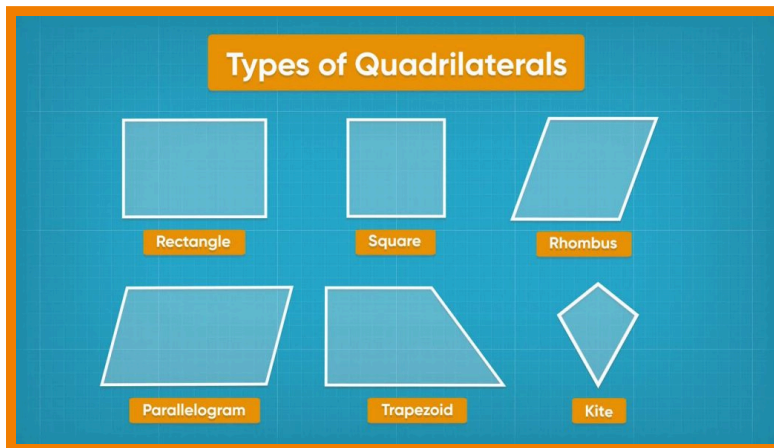 Types of Quadrilaterals
Rectangle
Square
Rhombus
Parallelogram
Trapezoid
Kite